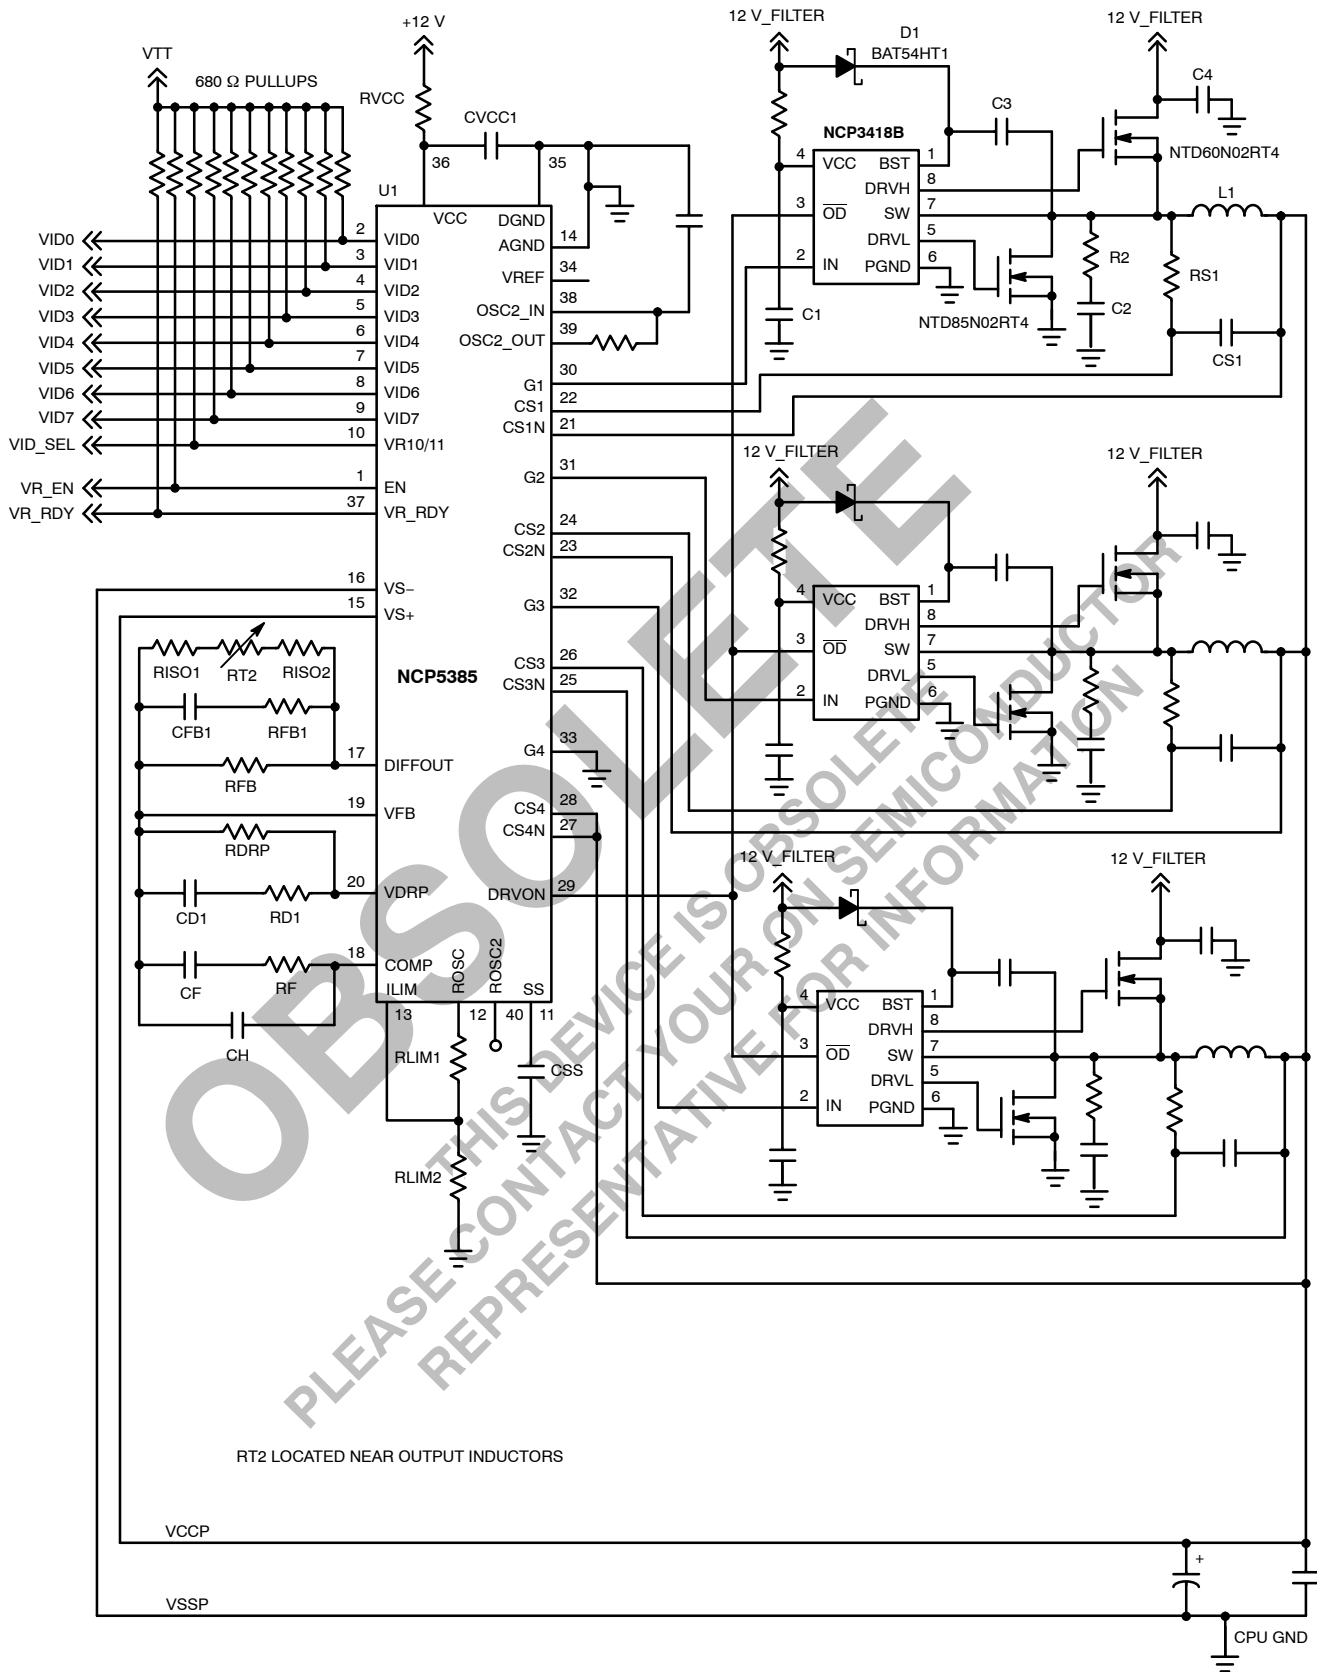 +12 V
12 V_FILTER
D1
BAT54HT1
12 V_FILTER
VTT
680 Ω PULLUPS
RVCC
CVCC1
C3
C4
NCP3418B
NTD60N02RT4
36
35
U1
VCC
DGND
4
VCC
BST
1
DRVH
8
3
OD
SW
7
L1
DRVL
5
2
IN
PGND
6
R2
RS1
C1
NTD85N02RT4
C2
CS1
VID0
2
VID0
AGND
14
VID1
3
VID1
VREF
34
VID2
4
VID2
OSC2_IN
38
VID3
5
VID3
OSC2_OUT
39
VID4
6
VID4
VID5
7
VID5
G1
30
VID6
8
VID6
CS1
22
VID7
9
VID7
CS1N
21
VID_SEL
10
VR10/11
G2
31
VR_EN
1
EN
VR_RDY
37
VR_RDY
CS2
24
CS2N
23
16
VS−
15
VS+
G3
32
RISO1
RT2
RISO2
NCP5385
CS3
26
CS3N
25
CFB1
RFB1
17
DIFFOUT
G4
33
RFB
19
VFB
CS4
28
CS4N
27
RDRP
20
VDRP
DRVON
29
CD1
RD1
18
COMP
CF
RF
ILIM
ROSC
ROSC2
SS
13
12
40
11
CH
RLIM1
CSS
RLIM2
12 V_FILTER
12 V_FILTER
4
VCC
BST
1
DRVH
8
3
OD
SW
7
DRVL
5
2
IN
PGND
6
12 V_FILTER
12 V_FILTER
4
VCC
BST
1
DRVH
8
3
OD
SW
7
DRVL
5
2
IN
PGND
6
OBSOLETE
THIS DEVICE IS OBSOLETE
PLEASE CONTACT YOUR ON SEMICONDUCTOR
REPRESENTATIVE FOR INFORMATION
RT2 LOCATED NEAR OUTPUT INDUCTORS
VCCP
+
VSSP
CPU GND